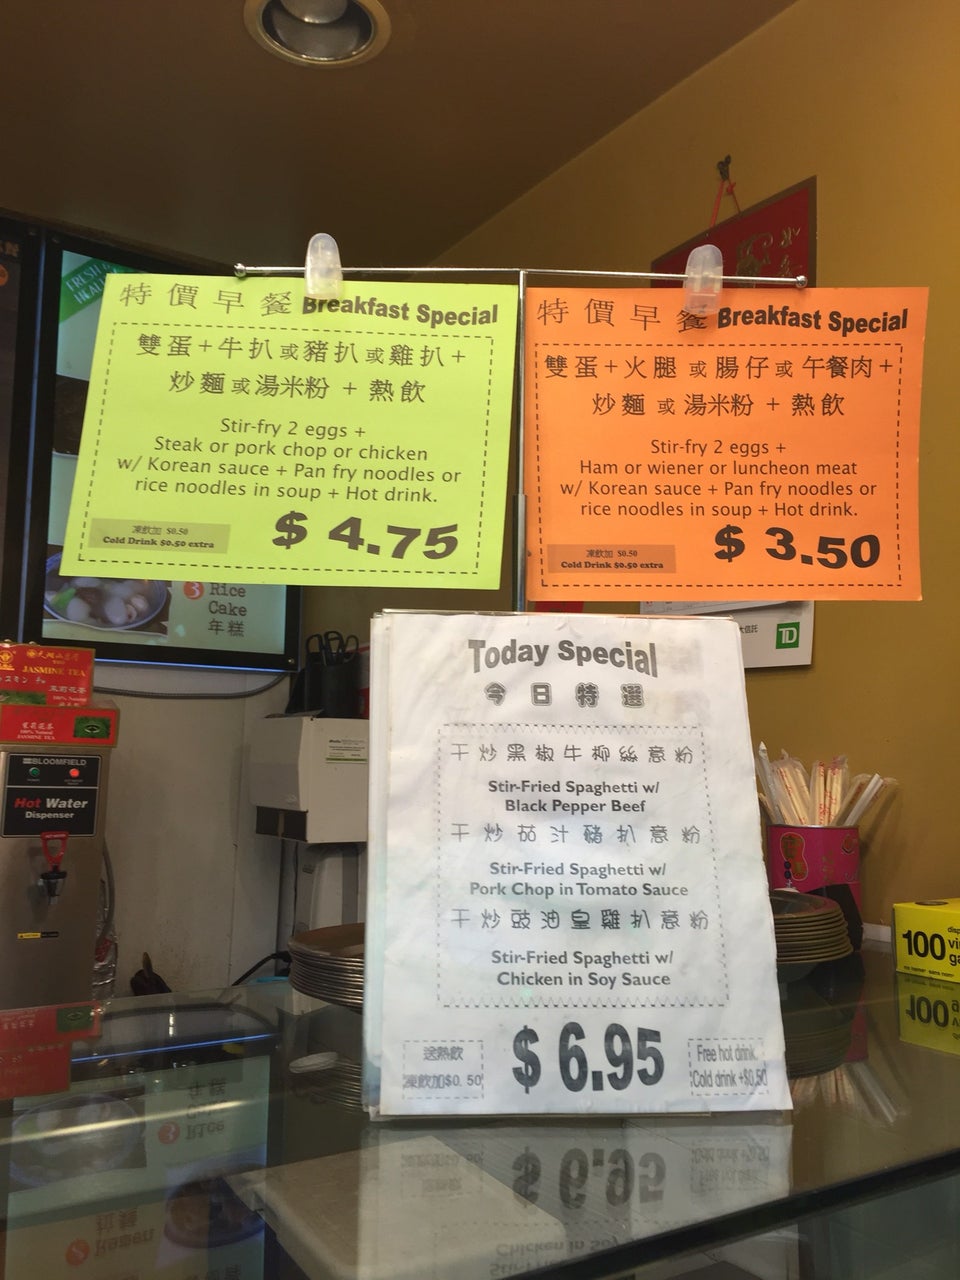 特價早餐 Breakfast Special
雙蛋+牛扒或豬扒或雞扒+
炒麵或湯米粉 + 熱飲
Stir-fry 2 eggs +
Steak or pork chop or chicken
w/ Korean sauce + Pan fry noodles or
rice noodles in soup + Hot drink.
凍飲加 $0.50
Cold Drink $0.50 extra
$ 4.75
特價早餐 Breakfast Special
雙蛋+火腿 或腸仔或 午餐肉+
炒麵 或 湯米粉 + 熱飲
Stir-fry 2 eggs +
Ham or wiener or luncheon meat
w/ Korean sauce + Pan fry noodles or
rice noodles in soup + Hot drink.
凍飲加 $0.50
Cold Drink $0.50 extra
$ 3.50
3 Rice
Cake
年糕
TD
Today Special
今日特選
干炒黑椒牛柳絲意粉
Stir-Fried Spaghetti w/
Black Pepper Beef
干炒茄汁豬扒意粉
Stir-Fried Spaghetti w/
Pork Chop in Tomato Sauce
干炒豉油皇雞扒意粉
Stir-Fried Spaghetti w/
Chicken in Soy Sauce
送熱飲
凍飲加$0.50
$ 6.95
Free hot drink,
Cold drink +$0.50
JASMINE TEA
茉莉花茶
100% Natural
JASMINE TEA
BLOOMFIELD
Hot Water
Dispenser
100